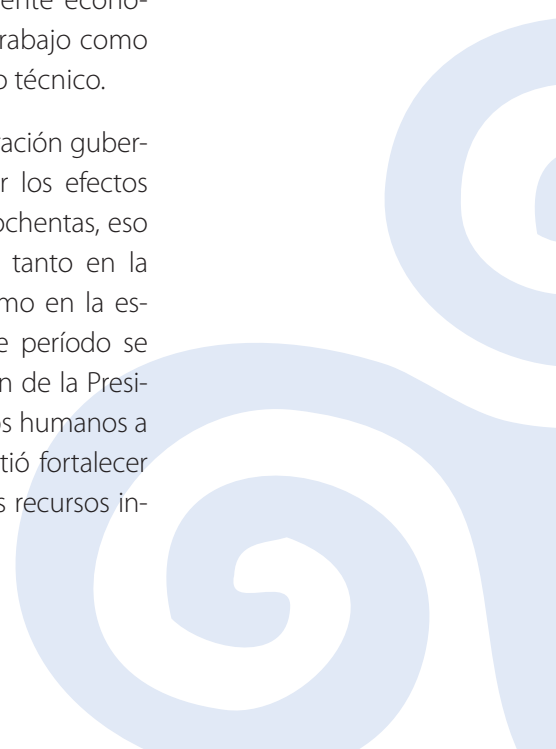 ente econó-
rabajo como
o técnico.
ación guber-
r los efectos
ochentas, eso
tanto en la
mo en la es-
e período se
n de la Presi-
os humanos a
tió fortalecer
s recursos in-